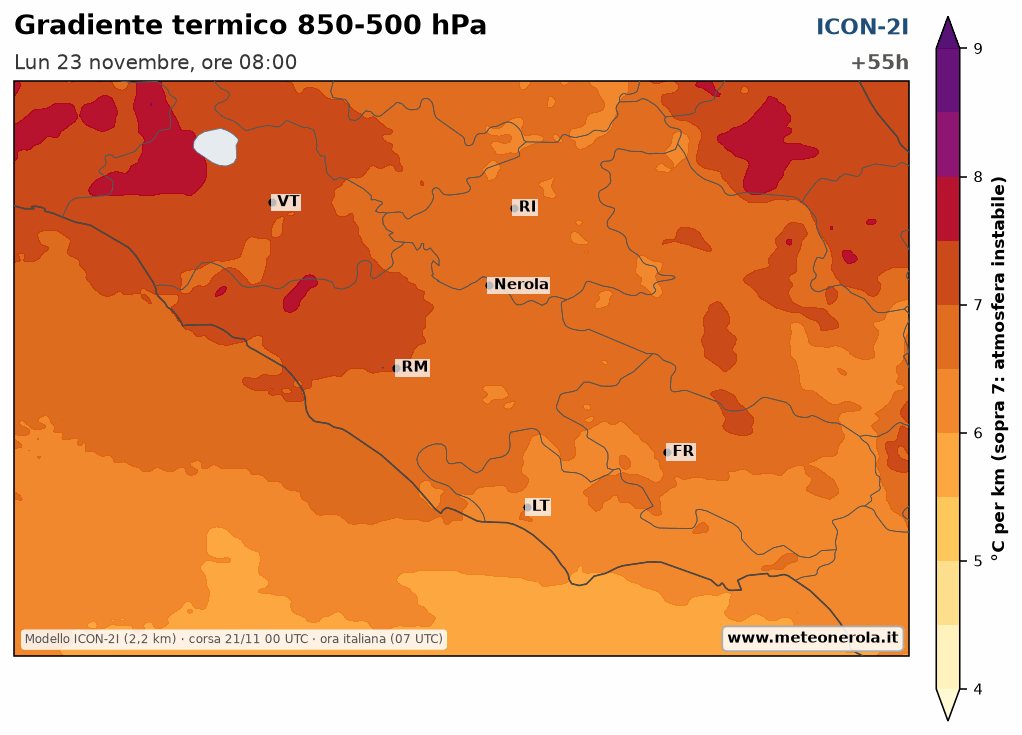 Gradiente termico 850-500 hPa
ICON-2I
Lun 23 novembre, ore 08:00
+55h
9
8
7
6
5
4
°C per km (sopra 7: atmosfera instabile)
VT
RI
Nerola
RM
FR
LT
Modello ICON-2I (2,2 km) · corsa 21/11 00 UTC · ora italiana (07 UTC)
www.meteonerola.it